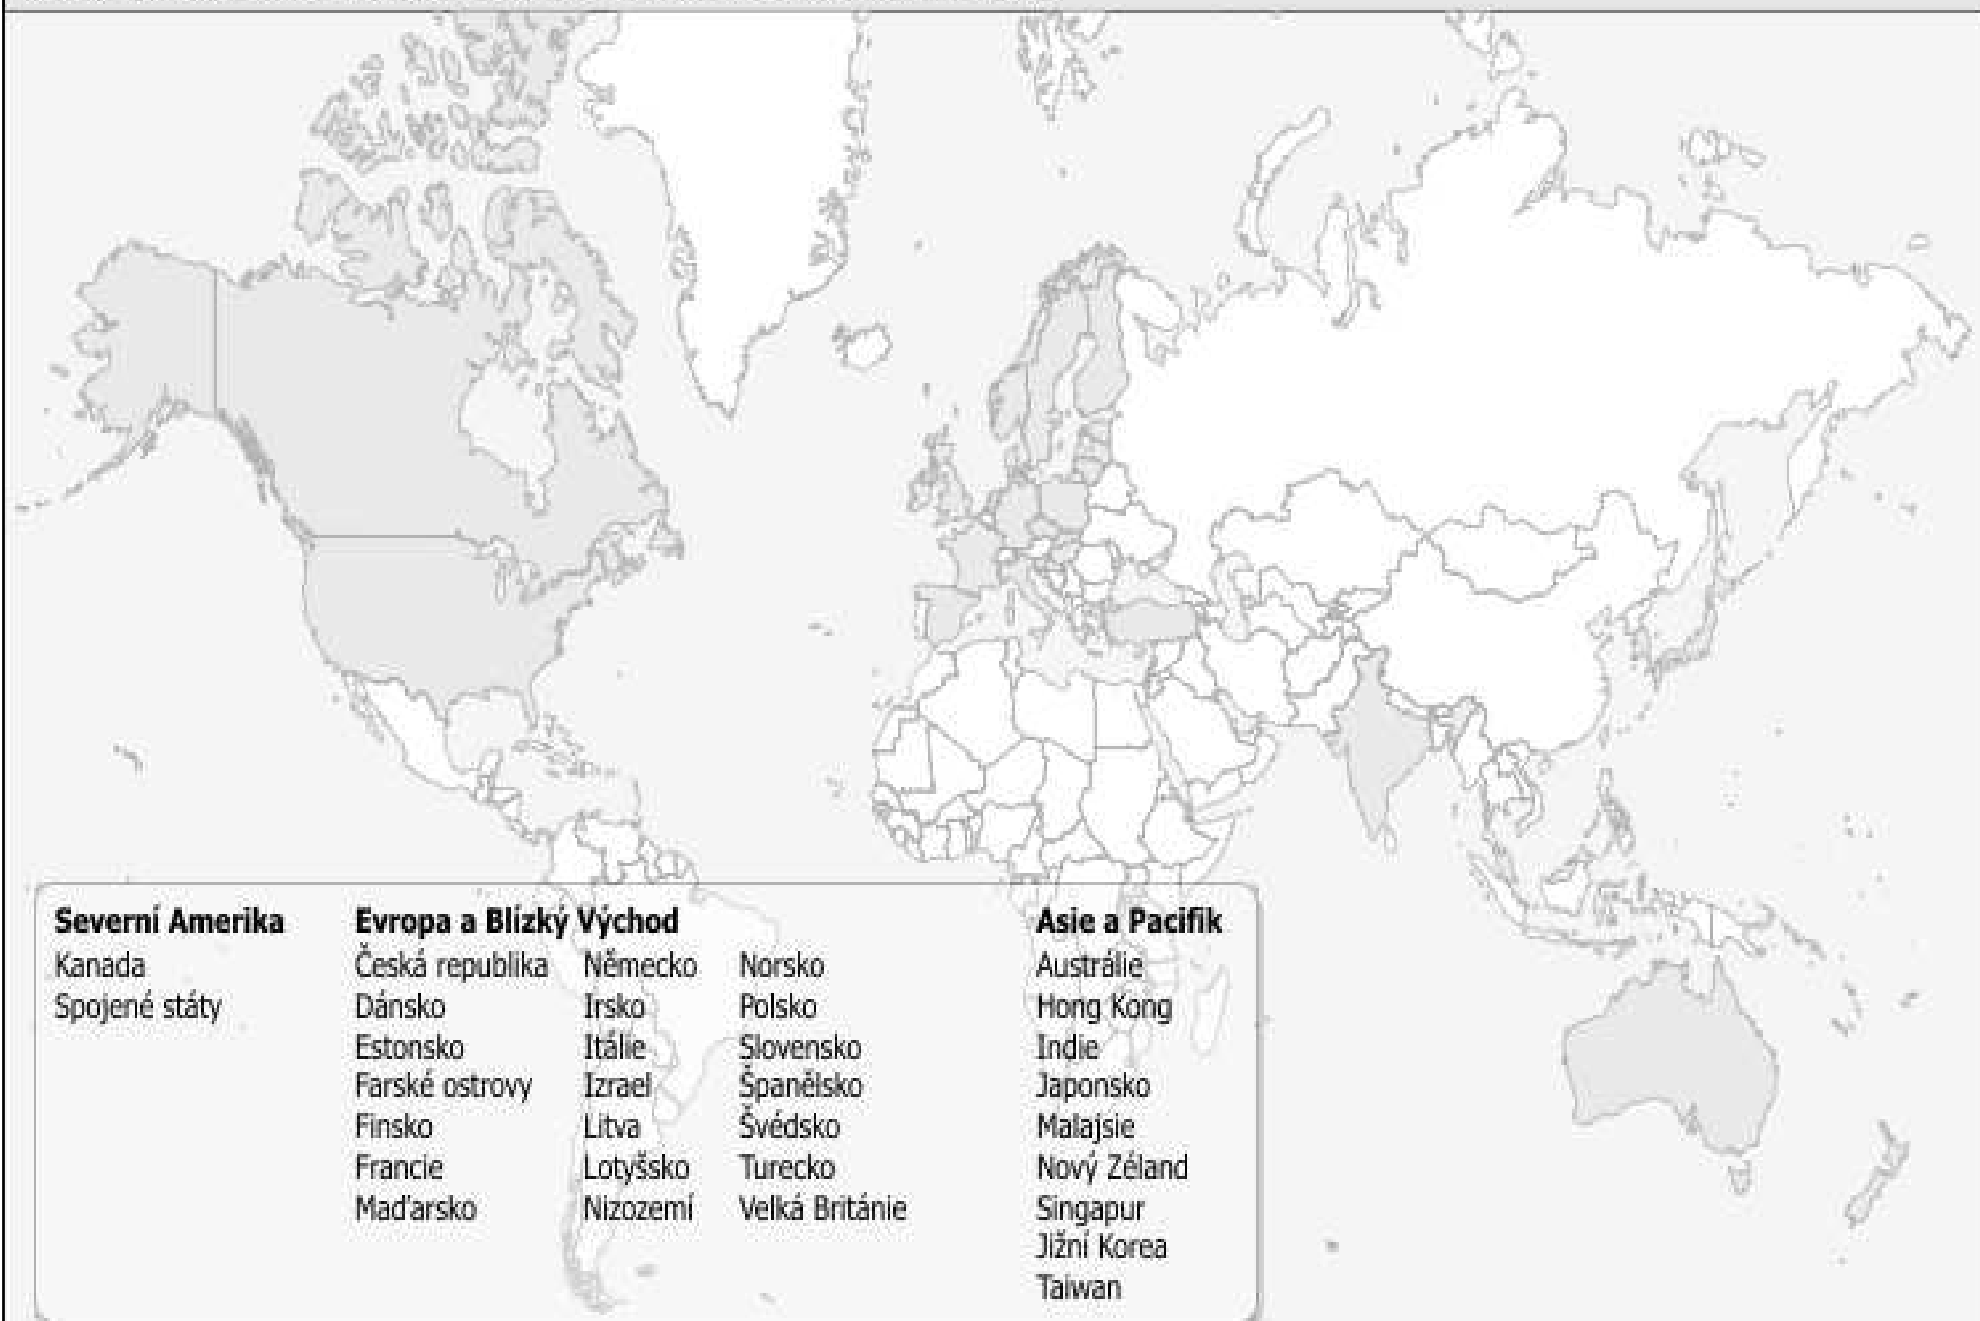 Severní Amerika
Kanada
Spojené státy
Evropa a Blízký Východ
Česká republika
Dánsko
Estonsko
Farské ostrovy
Finsko
Francie
Maďarsko
Německo
Irsko
Itálie
Izrael
Litva
Lotyšsko
Nizozemí
Norsko
Polsko
Slovensko
Španělsko
Švédsko
Turecko
Velká Británie
Asie a Pacifik
Austrálie
Hong Kong
Indie
Japonsko
Malajsie
Nový Zéland
Singapur
Jižní Korea
Taiwan